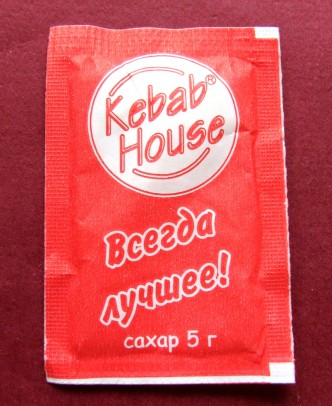 Kebab®
House
Всегда
лучшее!
сахар 5 г